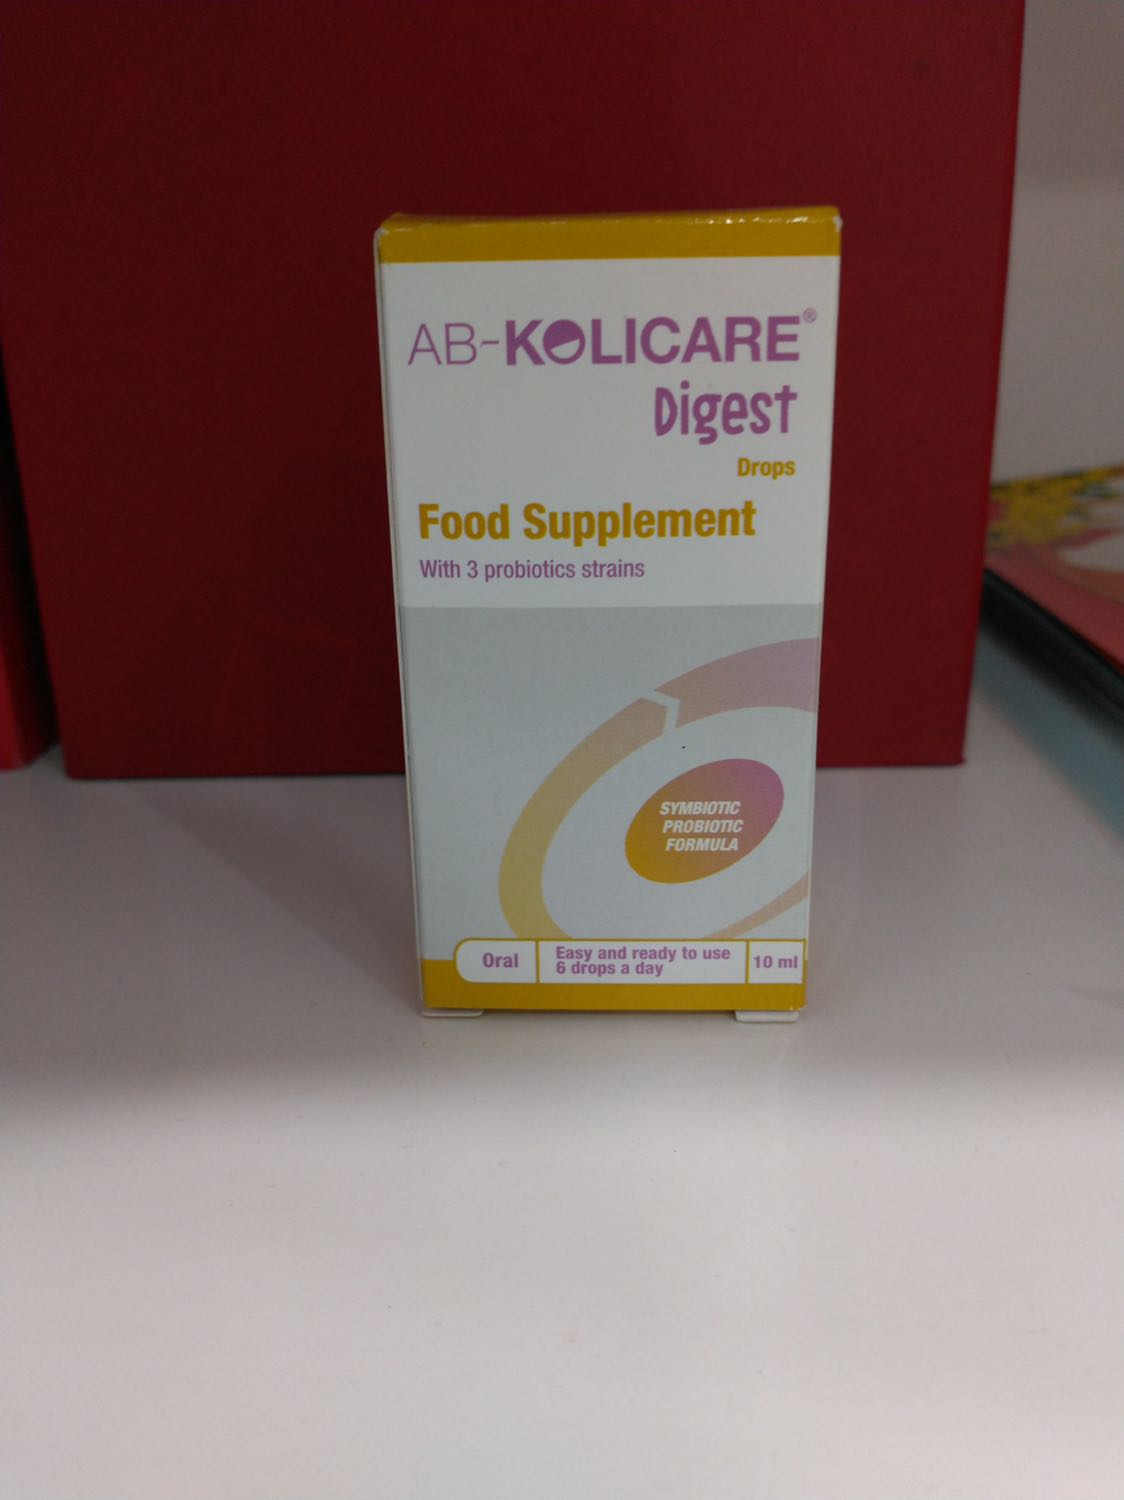 AB-KOLICARE®
Digest
Drops
Food Supplement
With 3 probiotics strains
SYMBIOTIC
PROBIOTIC
FORMULA
Oral
Easy and ready to use
6 drops a day
10 ml